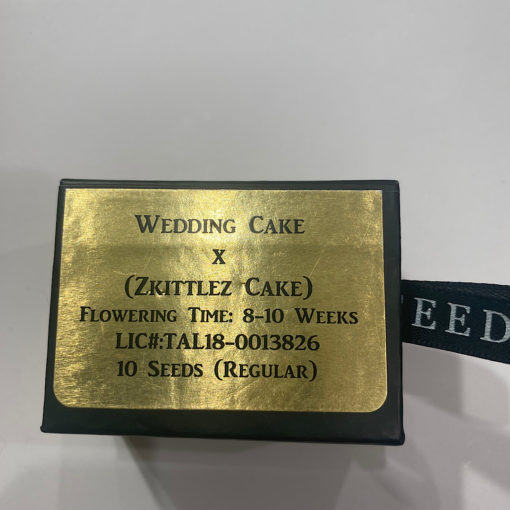 Wedding Cake
x
(Zkittlez Cake)
Flowering Time: 8-10 Weeks
LIC#:TAL18-0013826
10 Seeds (Regular)
EED